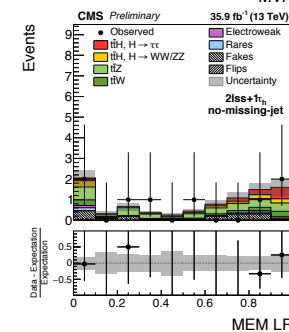 CMS Preliminary 35.9 fb⁻¹ (13 TeV)
Events
Observed
tt̄H, H → ττ
tt̄H, H → WW/ZZ
tt̄Z
tt̄W
Electroweak
Rares
Fakes
Flips
Uncertainty
2lss+1τh
no-missing-jet
9
8
7
6
5
4
3
2
1
0
Data - Expectation
Expectation
0.5
0
−0.5
0 0.2 0.4 0.6 0.8
MEM LR